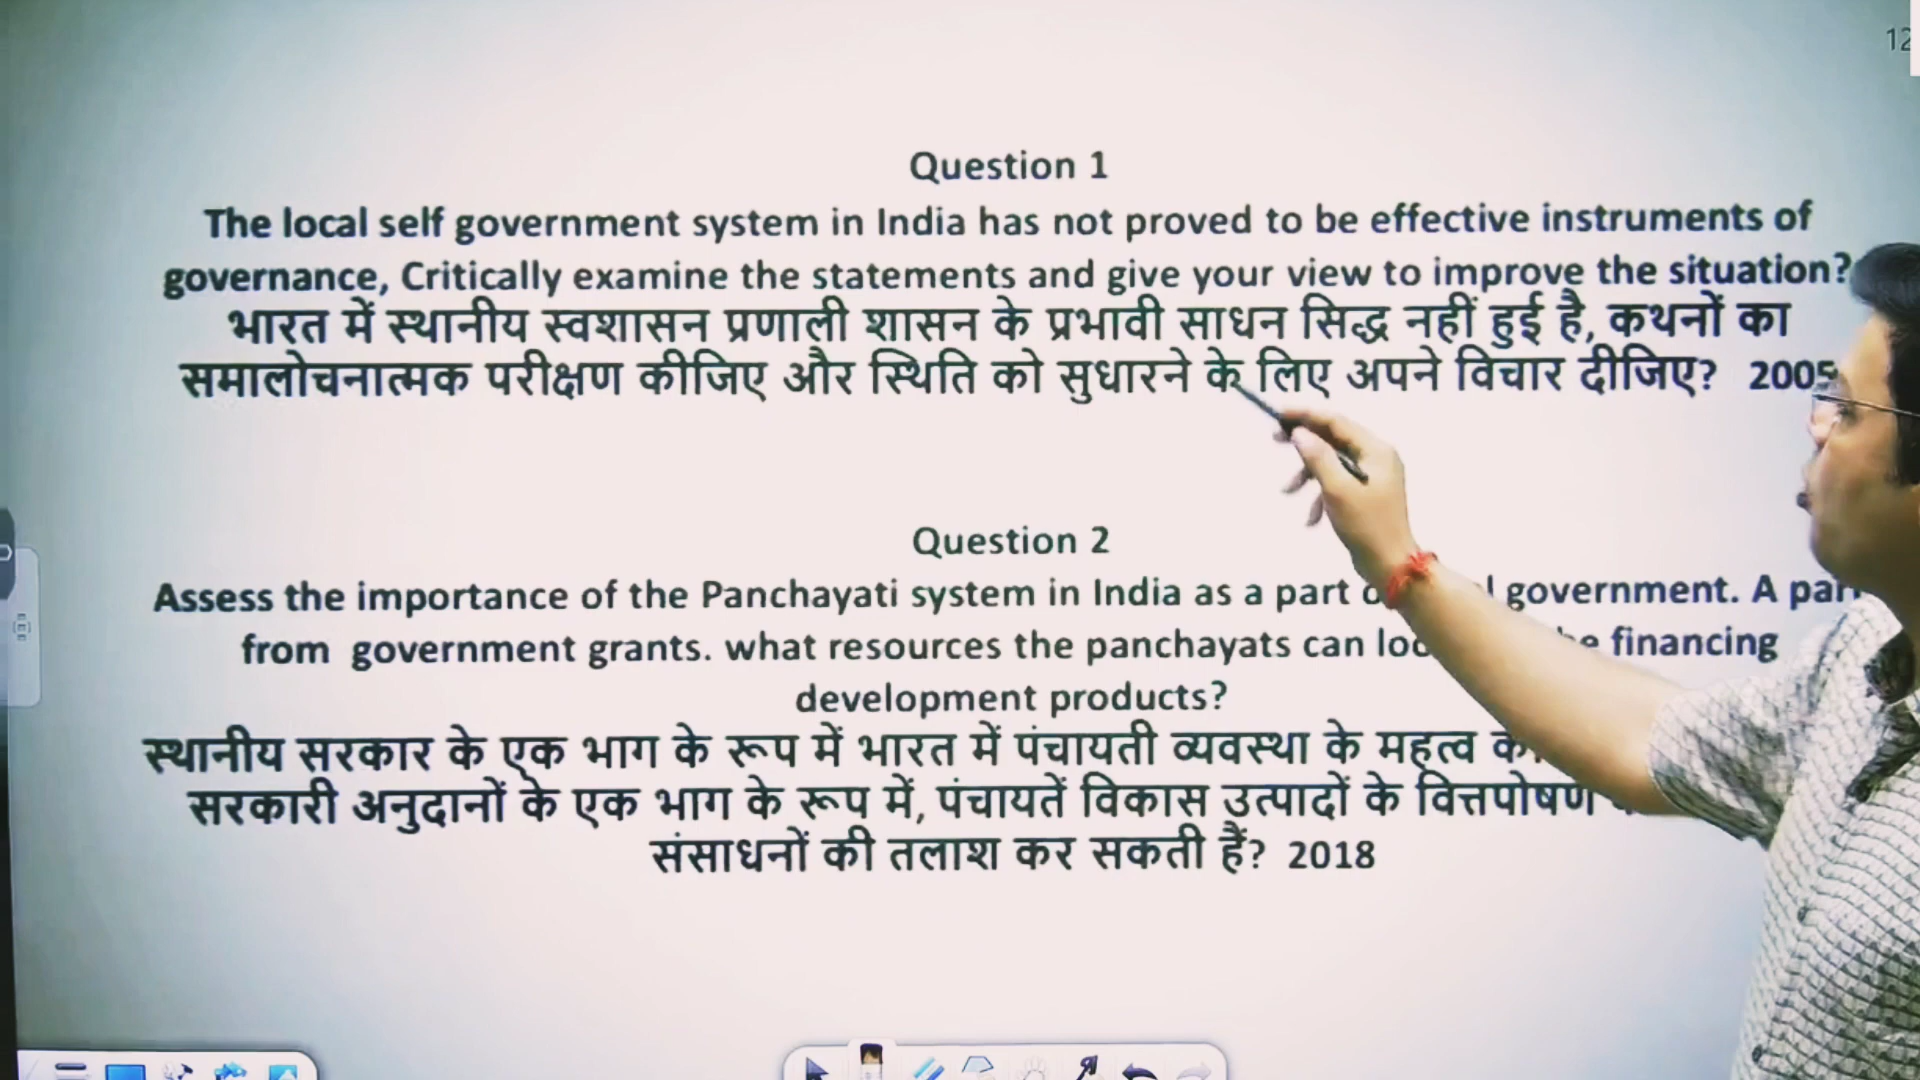 12
Question 1
The local self government system in India has not proved to be effective instruments of
governance, Critically examine the statements and give your view to improve the situation?
भारत में स्थानीय स्वशासन प्रणाली शासन के प्रभावी साधन सिद्ध नहीं हुई है, कथनों का
समालोचनात्मक परीक्षण कीजिए और स्थिति को सुधारने के लिए अपने विचार दीजिए? 2005
Question 2
Assess the importance of the Panchayati system in India as a part government. A
from government grants. what resources the panchayats can financing
development products?
स्थानीय सरकार के एक भाग के रूप में भारत में पंचायती व्यवस्था के महत्व
सरकारी अनुदानों के एक भाग के रूप में, पंचायतें विकास उत्पादों के वित्तपोषण
संसाधनों की तलाश कर सकती हैं? 2018